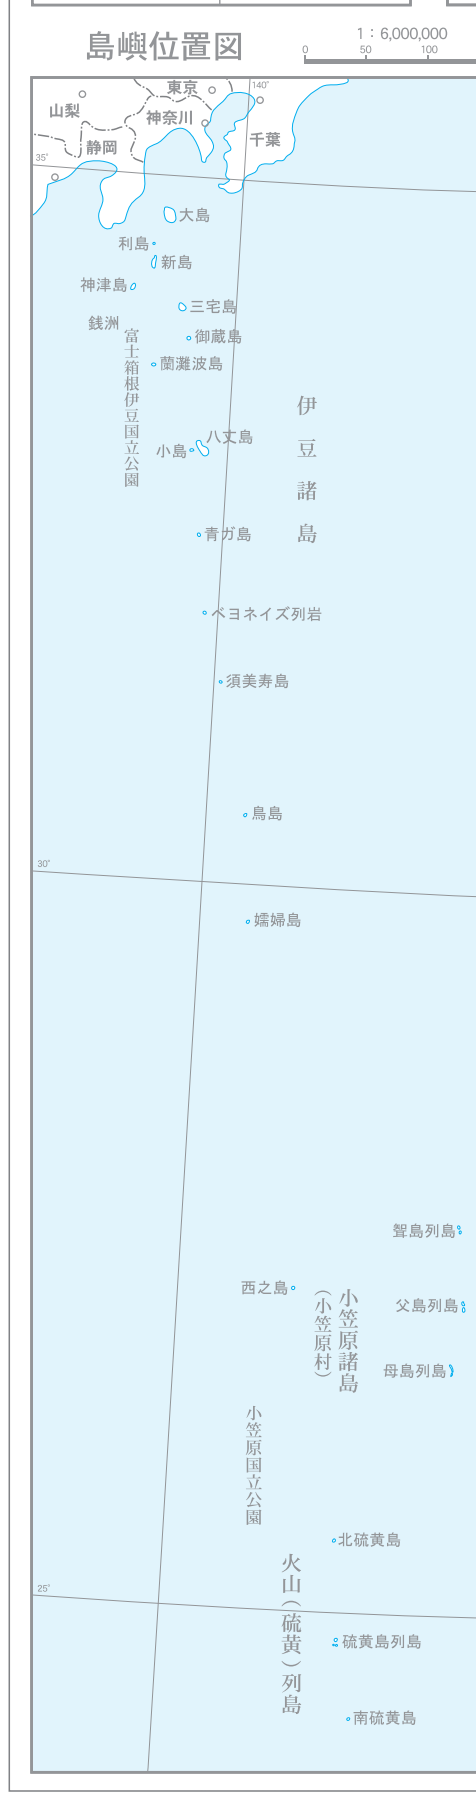 島嶼位置図
1：6,000,000
0 50 100
東京
140°
山梨
神奈川
千葉
静岡
35°
大島
利島
新島
神津島
三宅島
銭洲
御蔵島
富士箱根伊豆国立公園
蘭灘波島
伊豆諸島
八丈島
小島
青ガ島
ベヨネイズ列岩
須美寿島
鳥島
30°
孀婦島
聟島列島
西之島
小笠原諸島
（小笠原村）
父島列島
母島列島
小笠原国立公園
北硫黄島
火山（硫黄）列島
25°
硫黄島列島
南硫黄島